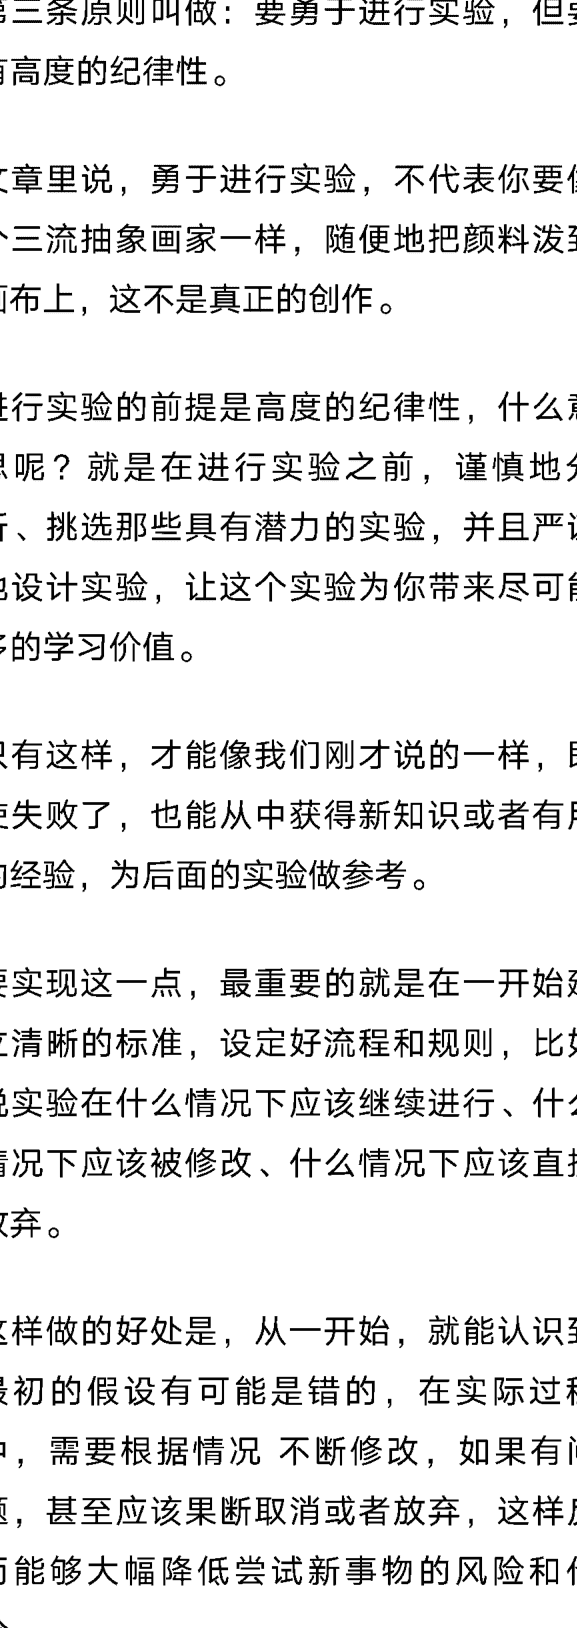 第三条原则叫做：要勇于进行实验，但要
有高度的纪律性。
文章里说，勇于进行实验，不代表你要像
个三流抽象画家一样，随便地把颜料泼到
画布上，这不是真正的创作。
进行实验的前提是高度的纪律性，什么意
思呢？就是在进行实验之前，谨慎地分
析、挑选那些具有潜力的实验，并且严谨
地设计实验，让这个实验为你带来尽可能
多的学习价值。
只有这样，才能像我们刚才说的一样，即
使失败了，也能从中获得新知识或者有用
的经验，为后面的实验做参考。
要实现这一点，最重要的就是在一开始建
立清晰的标准，设定好流程和规则，比如
说实验在什么情况下应该继续进行、什么
情况下应该被修改、什么情况下应该直接
放弃。
这样做的好处是，从一开始，就能认识到
最初的假设有可能是错的，在实际过程
中，需要根据情况 不断修改，如果有问
题，甚至应该果断取消或者放弃，这样反
而能够大幅降低尝试新事物的风险和代